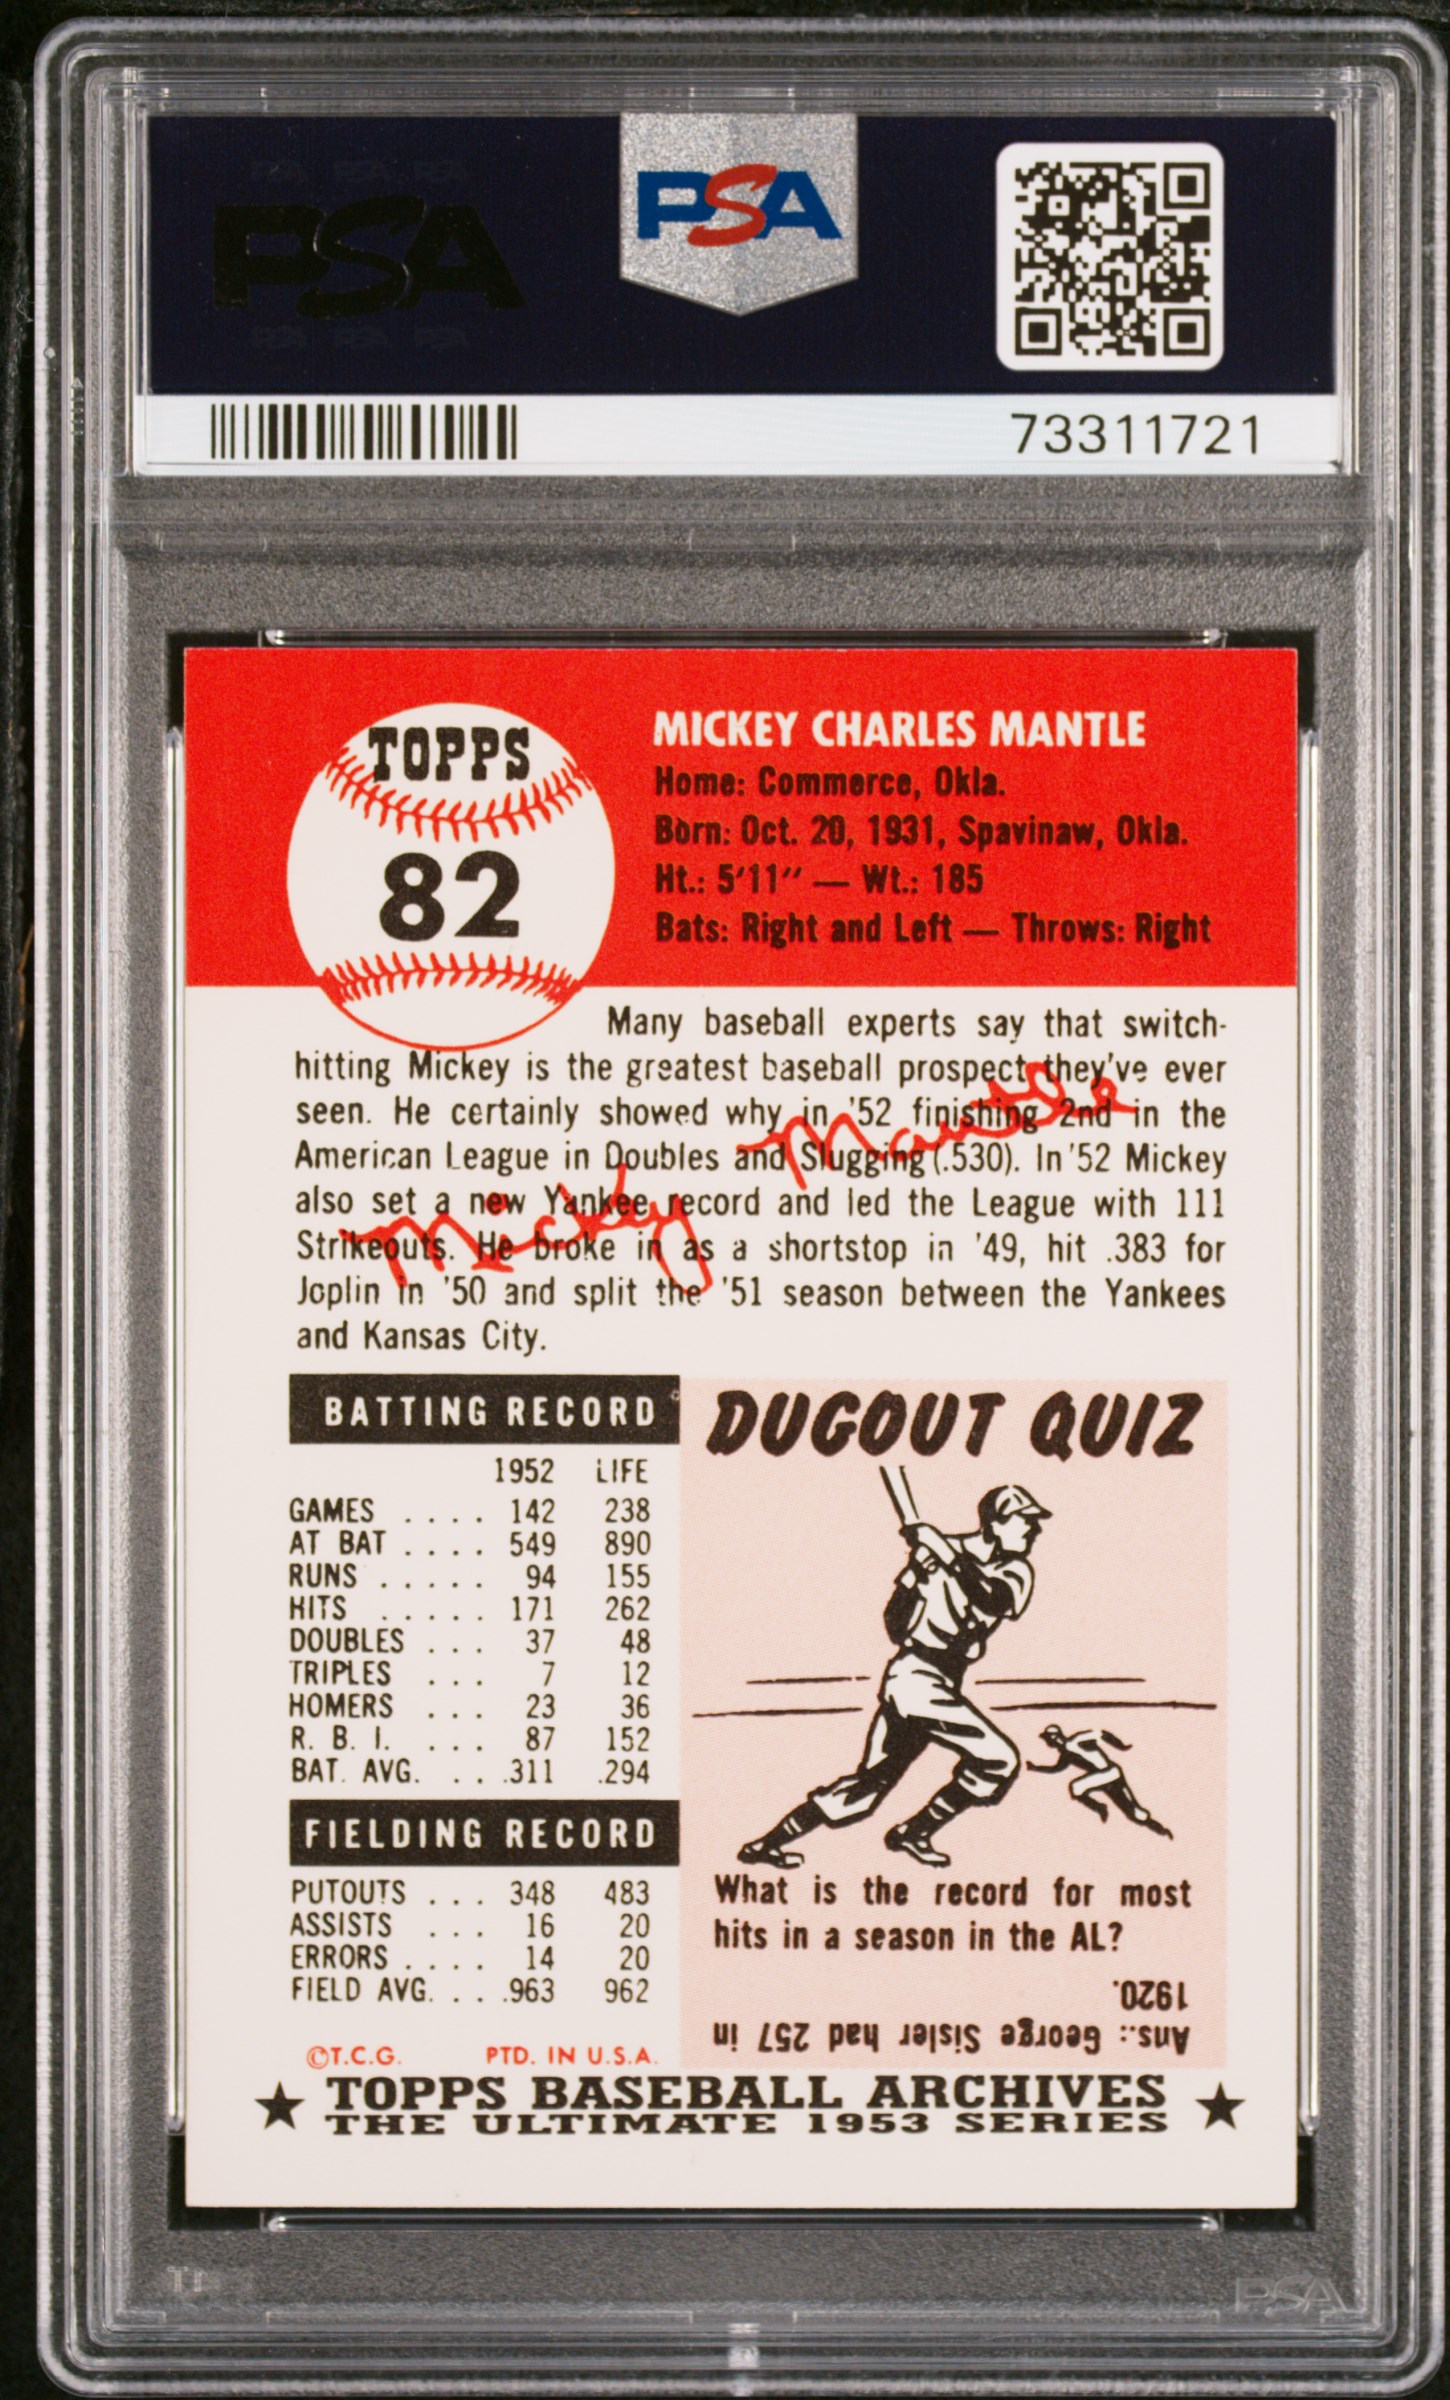 PSA
PSA
73311721
TOPPS
82
MICKEY CHARLES MANTLE
Home: Commerce, Okla.
Born: Oct. 20, 1931, Spavinaw, Okla.
Ht.: 5'11'' — Wt.: 185
Bats: Right and Left — Throws: Right
Many baseball experts say that switch-
hitting Mickey is the greatest baseball prospect they've ever
seen. He certainly showed why in '52 finishing 2nd in the
American League in Doubles and Slugging (.530). In '52 Mickey
also set a new Yankee record and led the League with 111
Strikeouts. He broke in as a shortstop in '49, hit .383 for
Joplin in '50 and split the '51 season between the Yankees
and Kansas City.
Mickey Mantle
BATTING RECORD
1952 LIFE
GAMES .... 142 238
AT BAT .... 549 890
RUNS ..... 94 155
HITS ..... 171 262
DOUBLES ... 37 48
TRIPLES ... 7 12
HOMERS ... 23 36
R. B. I. ... 87 152
BAT. AVG. . . .311 .294
FIELDING RECORD
PUTOUTS ... 348 483
ASSISTS ... 16 20
ERRORS .... 14 20
FIELD AVG. . . .963 962
©T.C.G. PTD. IN U.S.A.
DUGOUT QUIZ
What is the record for most
hits in a season in the AL?
Ans.: George Sisler had 257 in
1920.
TOPPS BASEBALL ARCHIVES
THE ULTIMATE 1953 SERIES
PSA